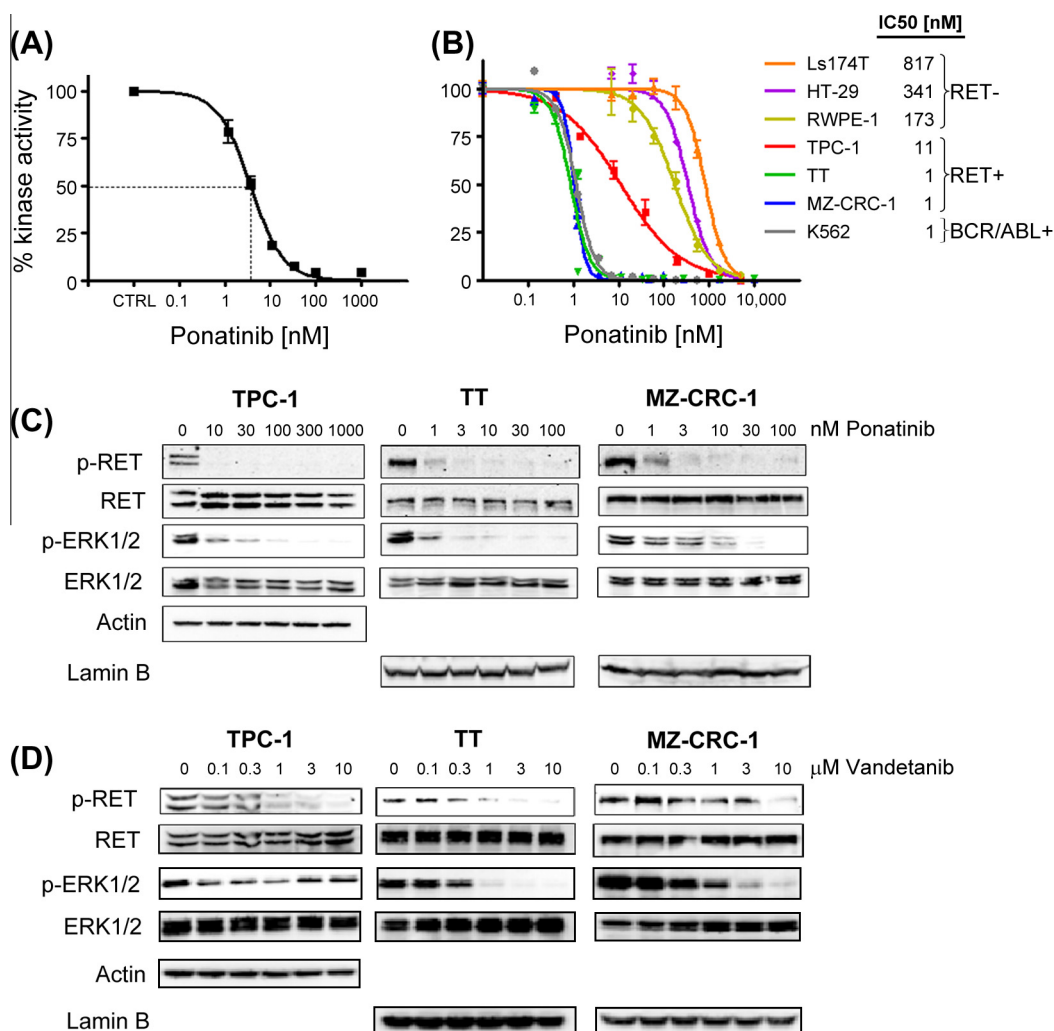 (A)
% kinase activity
100
75
50
25
0
CTRL 0.1 1 10 100 1000
Ponatinib [nM]
(B)
100
75
50
25
0
0.1 1 10 100 1000 10,000
Ponatinib [nM]
IC50 [nM]
Ls174T 817
HT-29 341 RET-
RWPE-1 173
TPC-1 11
TT 1 RET+
MZ-CRC-1 1
K562 1 BCR/ABL+
(C)
TPC-1 TT MZ-CRC-1
0 10 30 100 300 1000 0 1 3 10 30 100 0 1 3 10 30 100 nM Ponatinib
p-RET
RET
p-ERK1/2
ERK1/2
Actin
Lamin B
(D)
TPC-1 TT MZ-CRC-1
0 0.1 0.3 1 3 10 0 0.1 0.3 1 3 10 0 0.1 0.3 1 3 10 µM Vandetanib
p-RET
RET
p-ERK1/2
ERK1/2
Actin
Lamin B